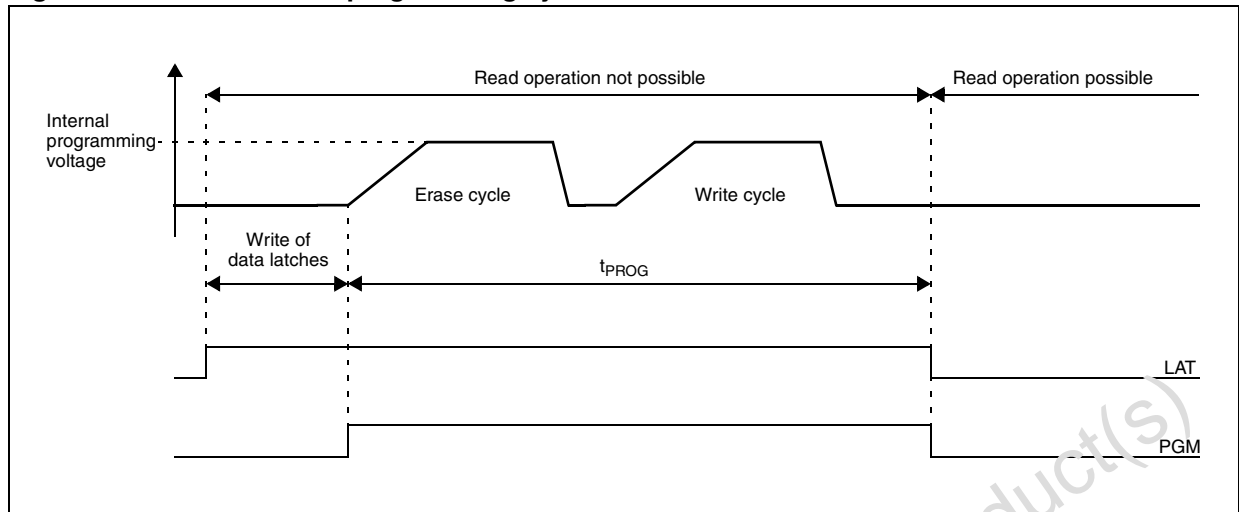 Read operation not possible
Read operation possible
Internal
programming
voltage
Erase cycle
Write cycle
Write of
data latches
tPROG
LAT
PGM